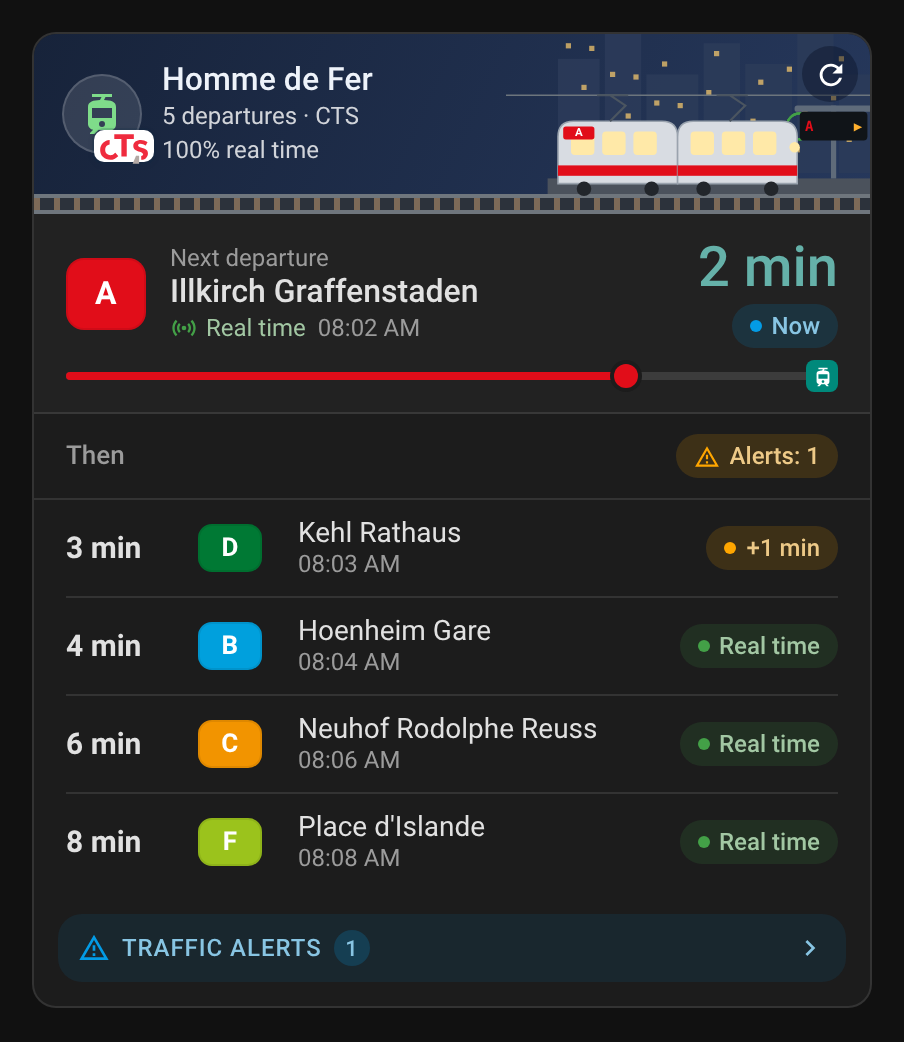 Homme de Fer
5 departures · CTS
100% real time
CTS
A
A
A
Next departure
Illkirch Graffenstaden
Real time 08:02 AM
2 min
Now
Then
Alerts: 1
3 min
D
Kehl Rathaus
08:03 AM
+1 min
4 min
B
Hoenheim Gare
08:04 AM
Real time
6 min
C
Neuhof Rodolphe Reuss
08:06 AM
Real time
8 min
F
Place d'Islande
08:08 AM
Real time
TRAFFIC ALERTS 1